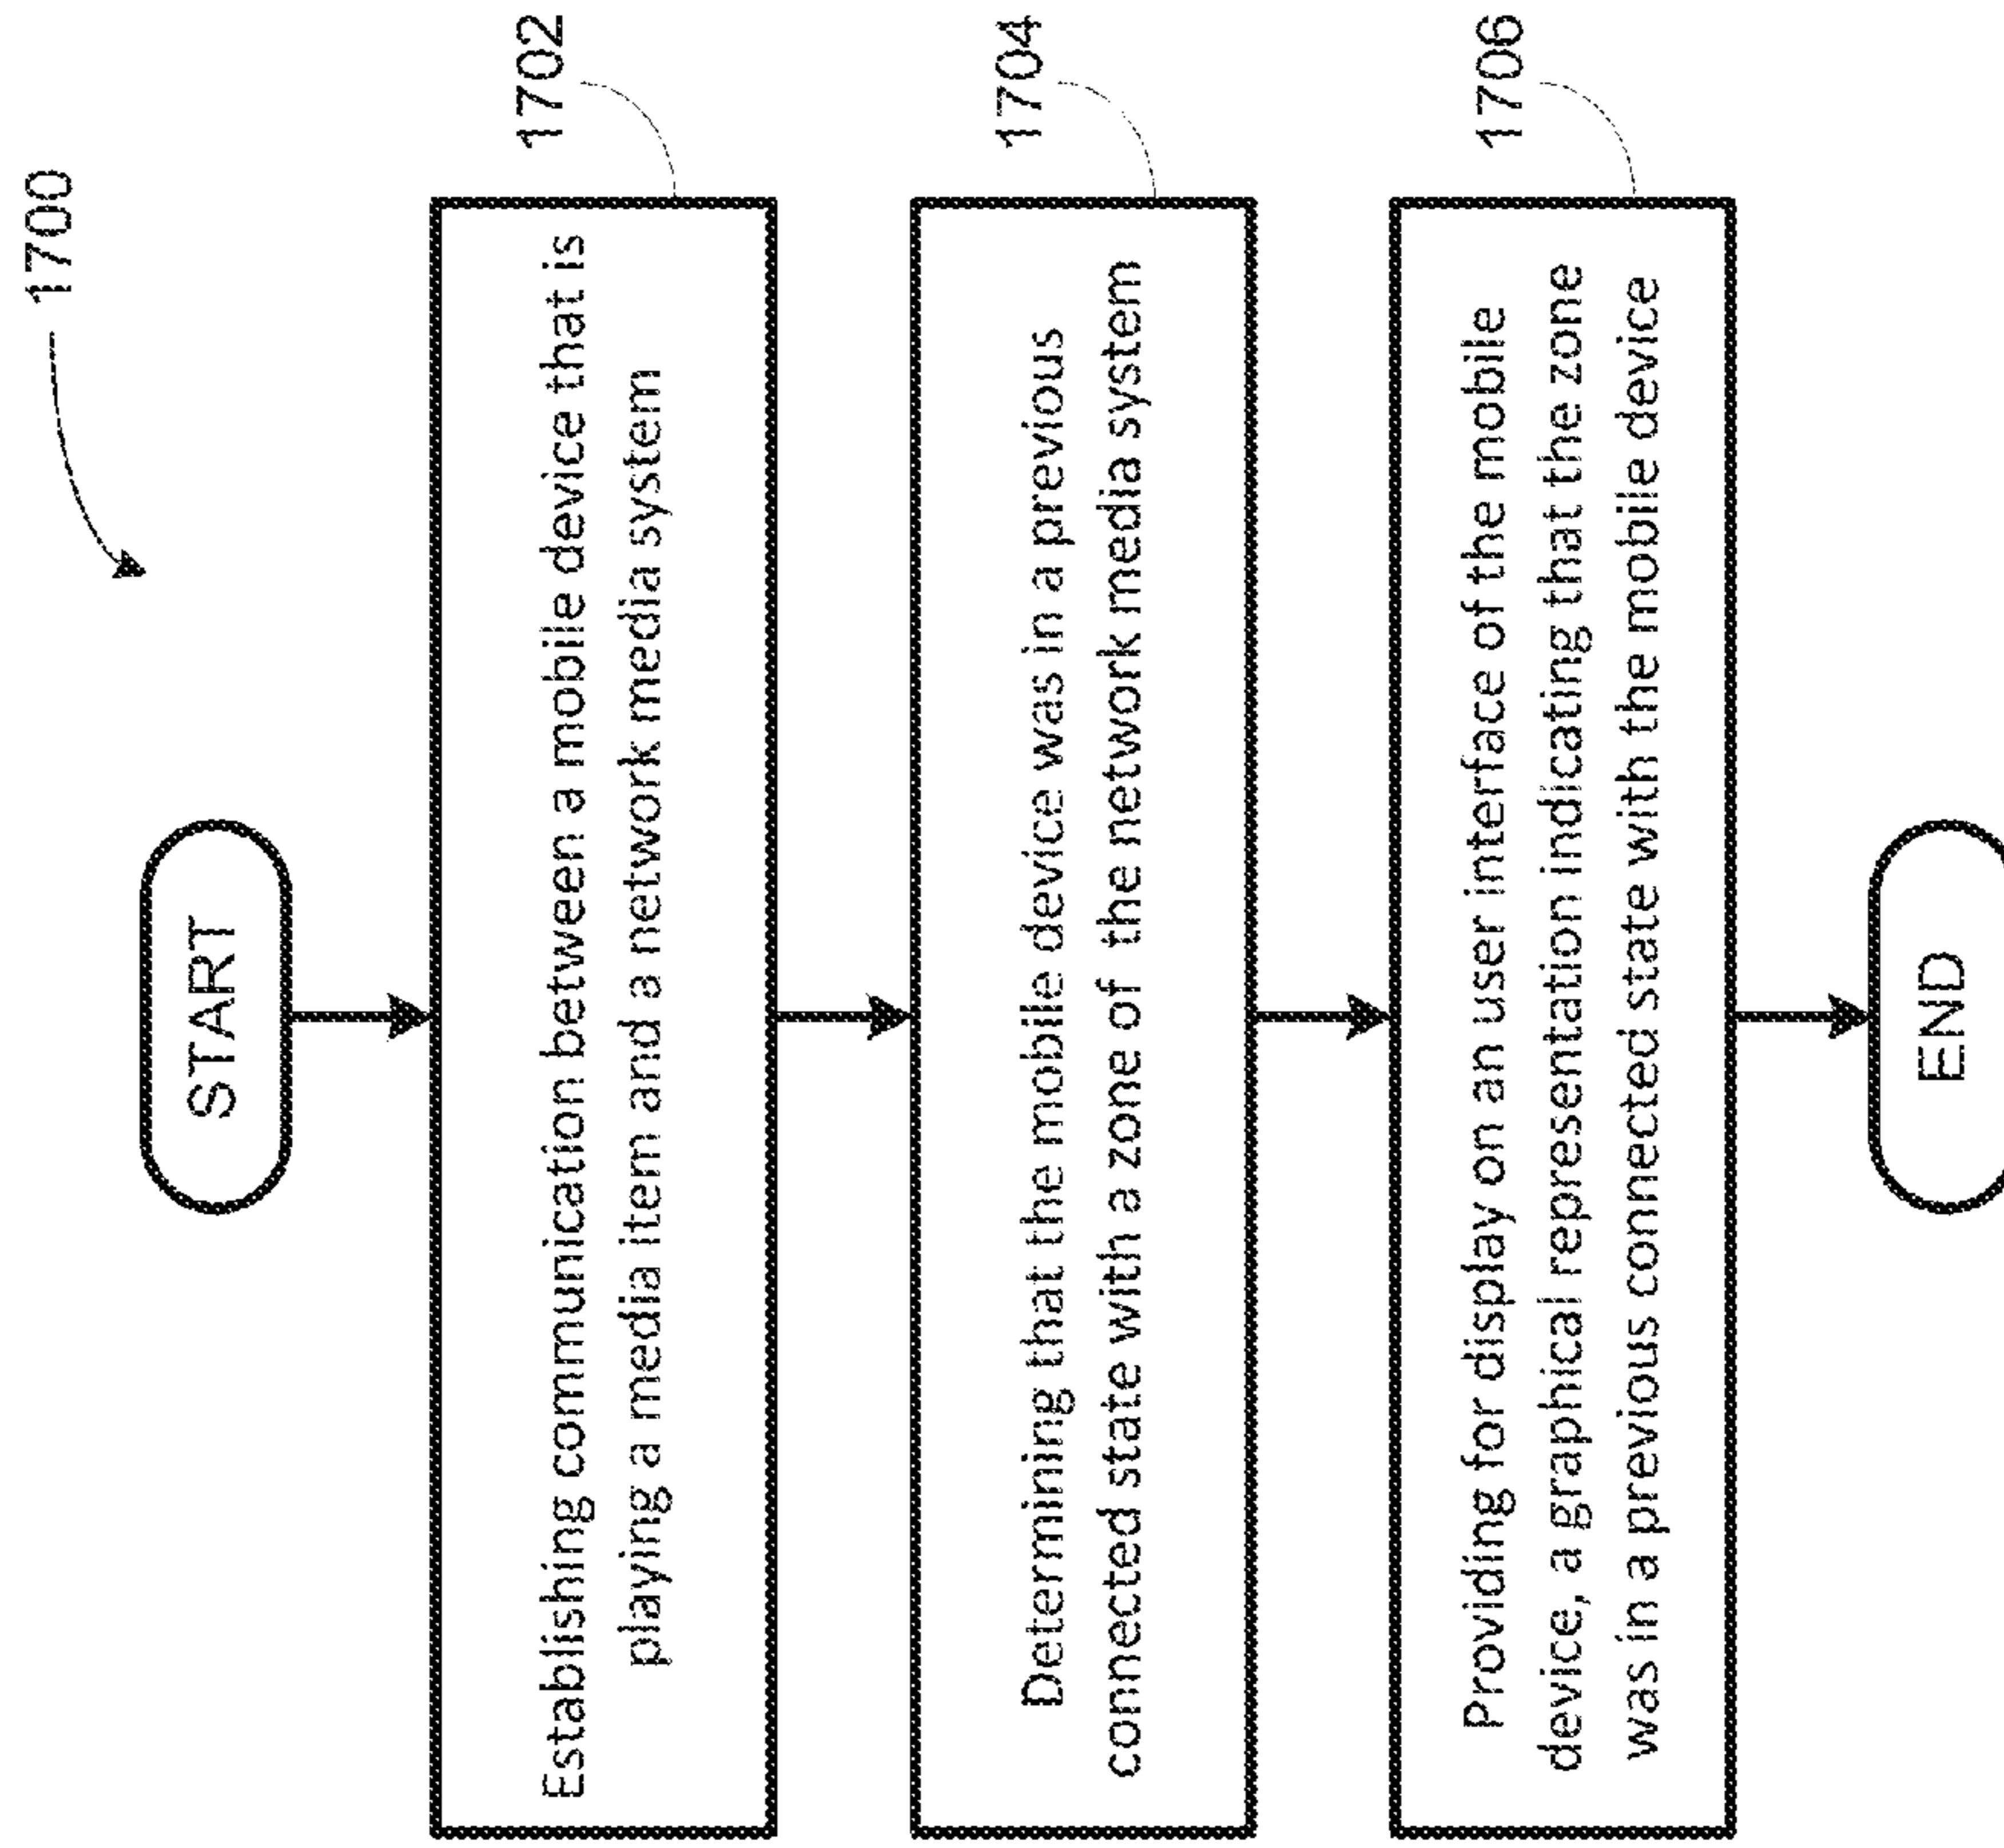 1700
START
Establishing communication between a mobile device that is
playing a media item and a network media system
1702
Determining that the mobile device was in a previous
connected state with a zone of the network media system
1704
Providing for display on an user interface of the mobile
device, a graphical representation indicating that the zone
was in a previous connected state with the mobile device
1706
END